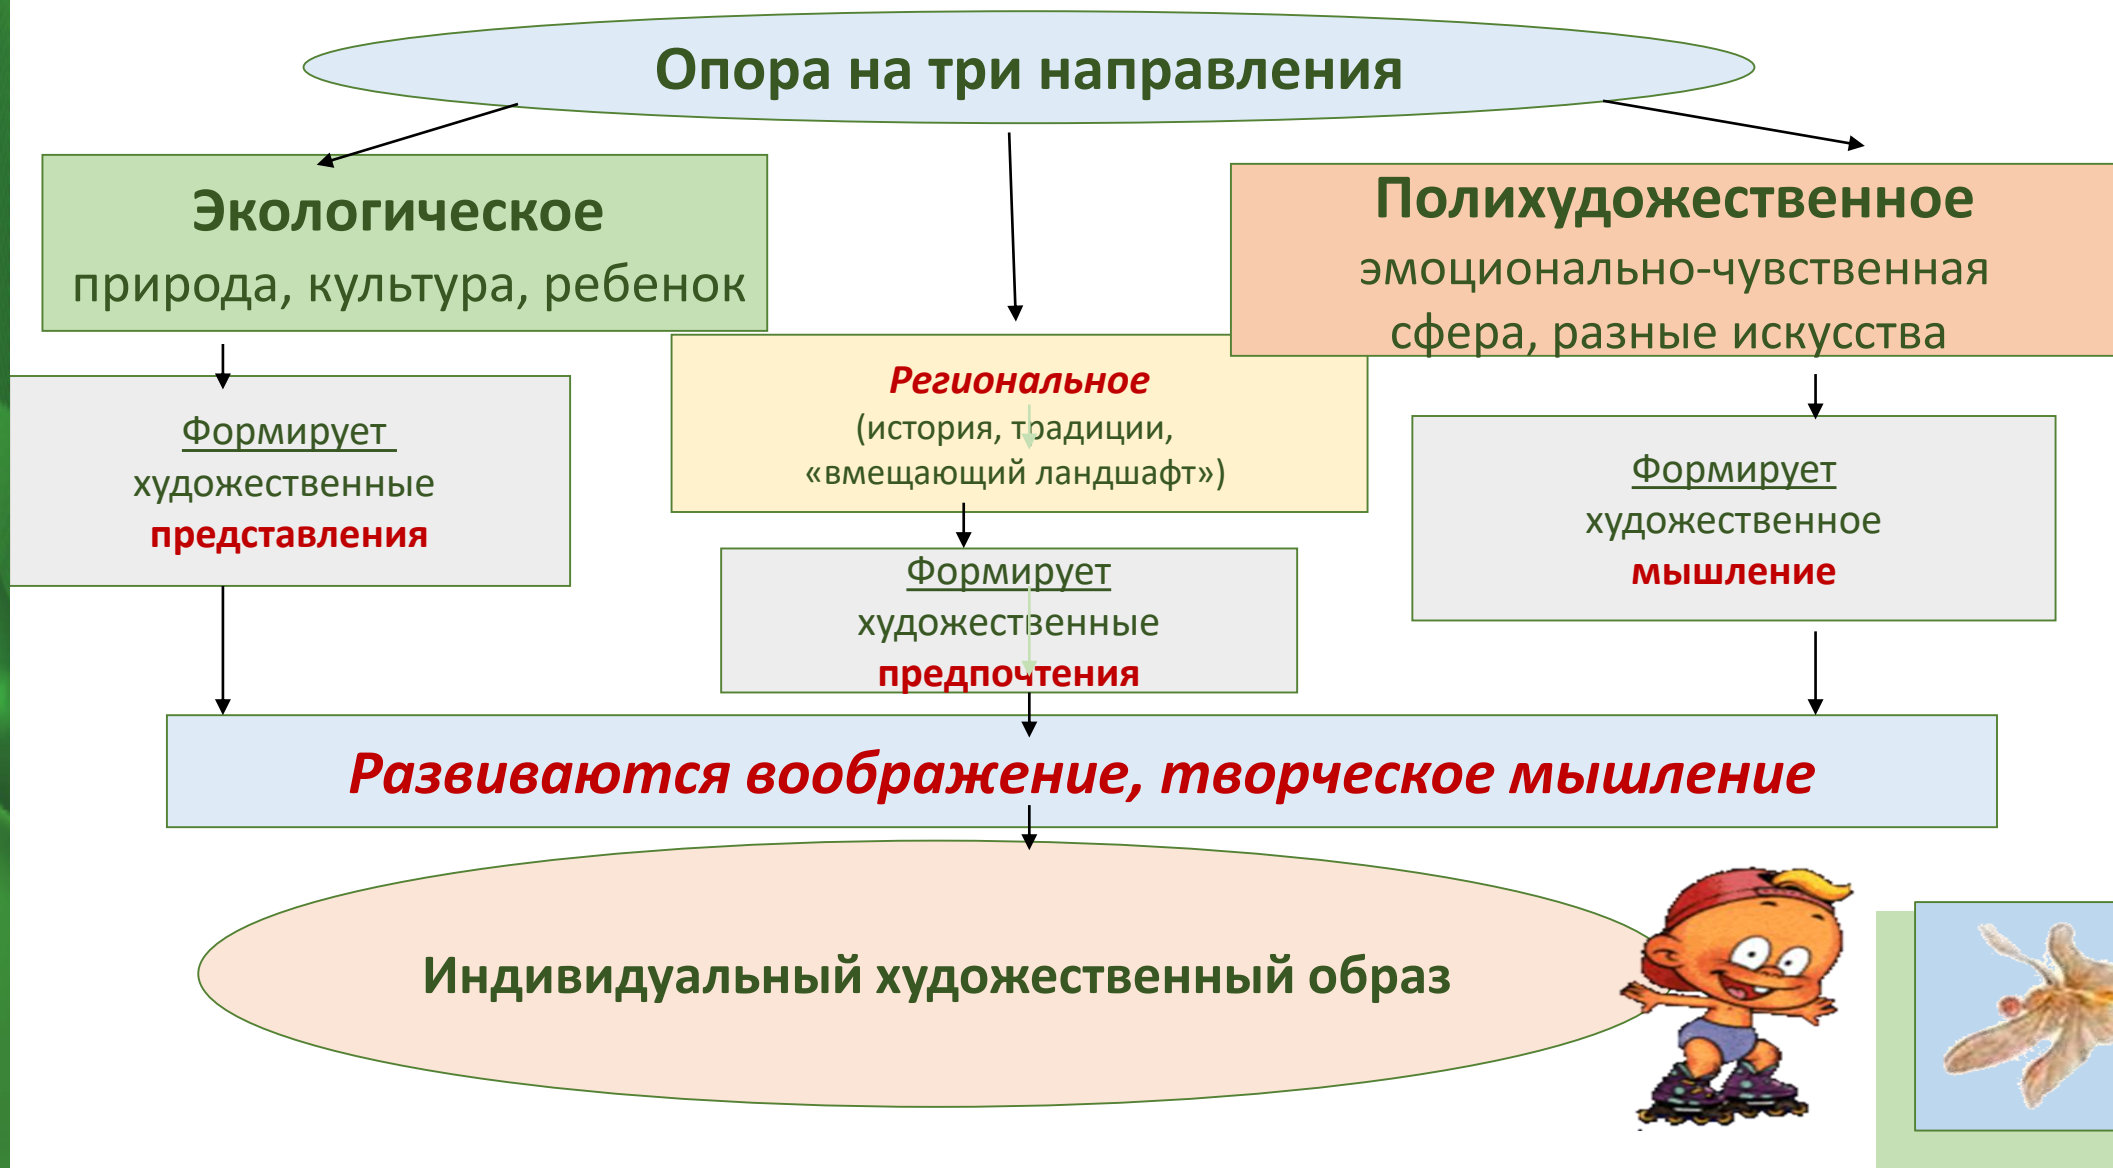 Опора на три направления
Экологическое
природа, культура, ребенок
Полихудожественное
эмоционально-чувственная
сфера, разные искусства
Региональное
(история, традиции,
«вмещающий ландшафт»)
Формирует
художественные
представления
Формирует
художественные
предпочтения
Формирует
художественное
мышление
Развиваются воображение, творческое мышление
Индивидуальный художественный образ